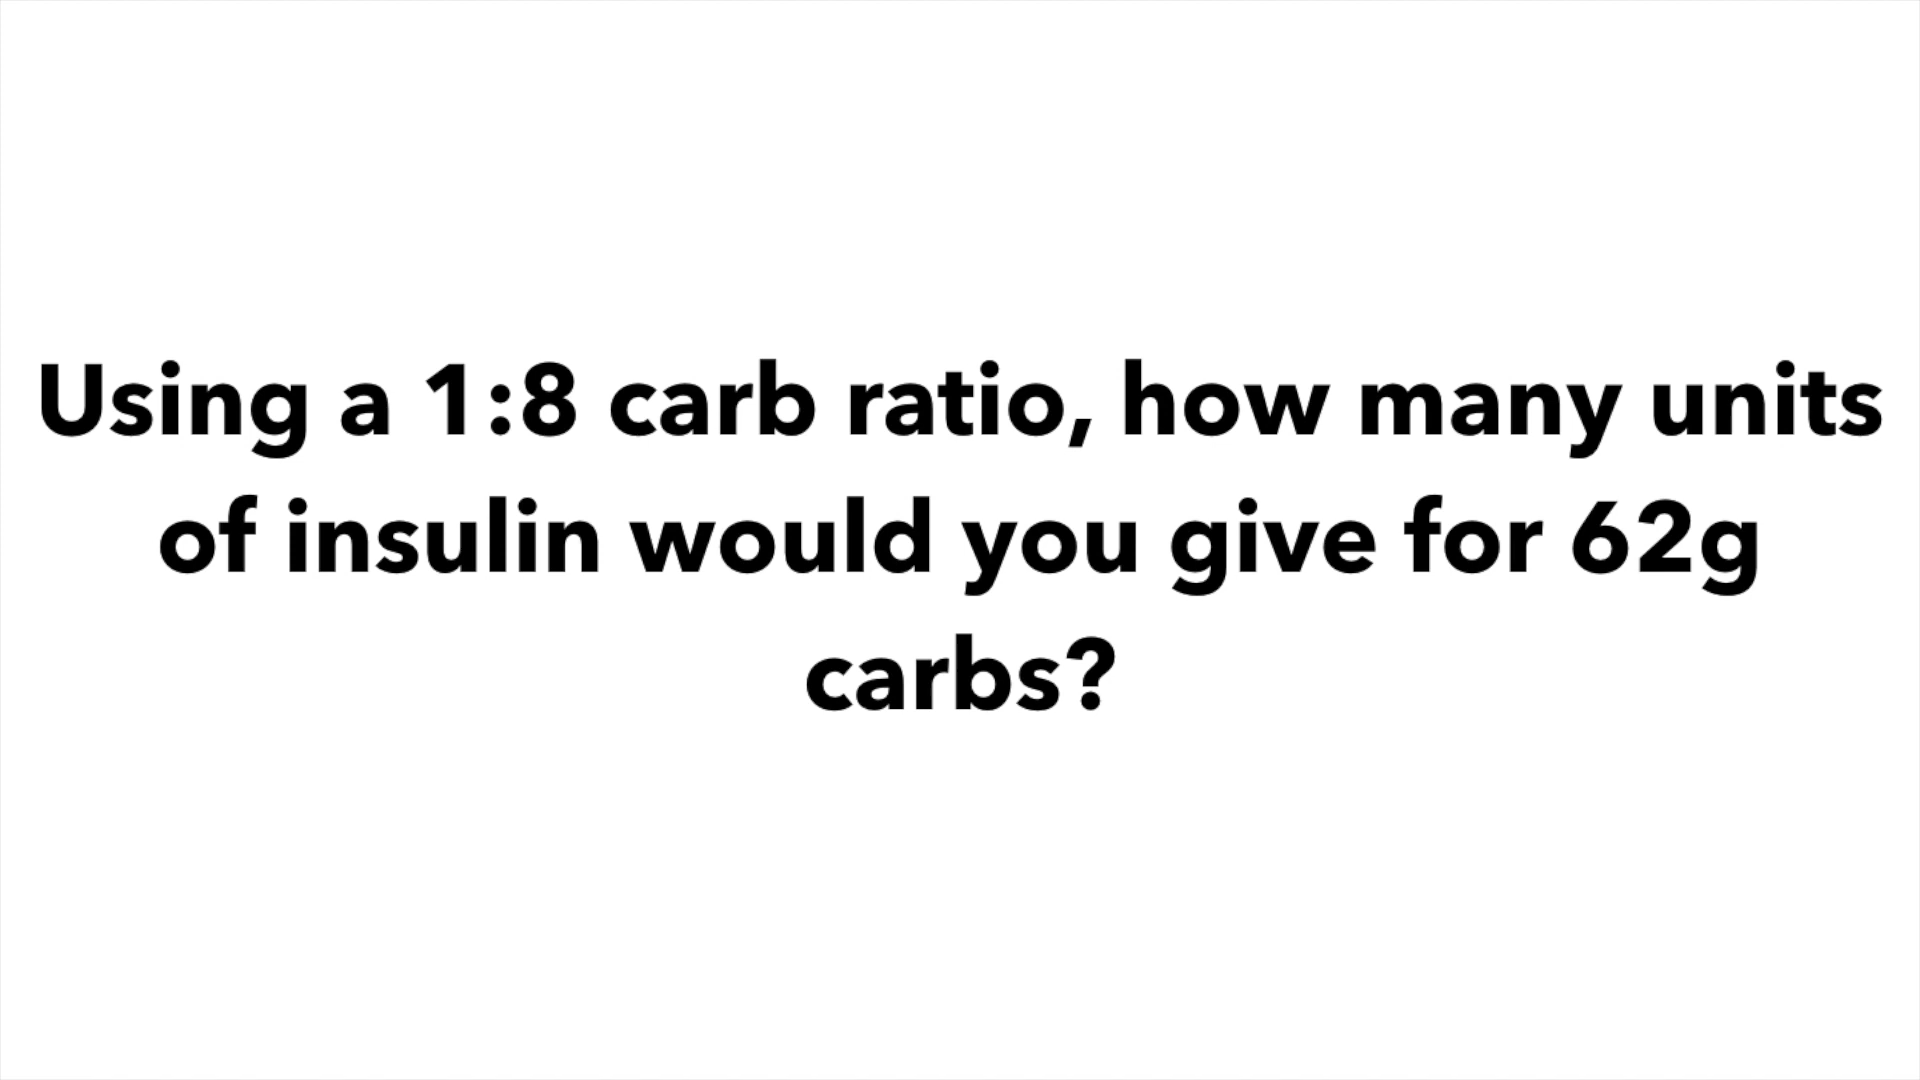 Using a 1:8 carb ratio, how many units
of insulin would you give for 62g
carbs?